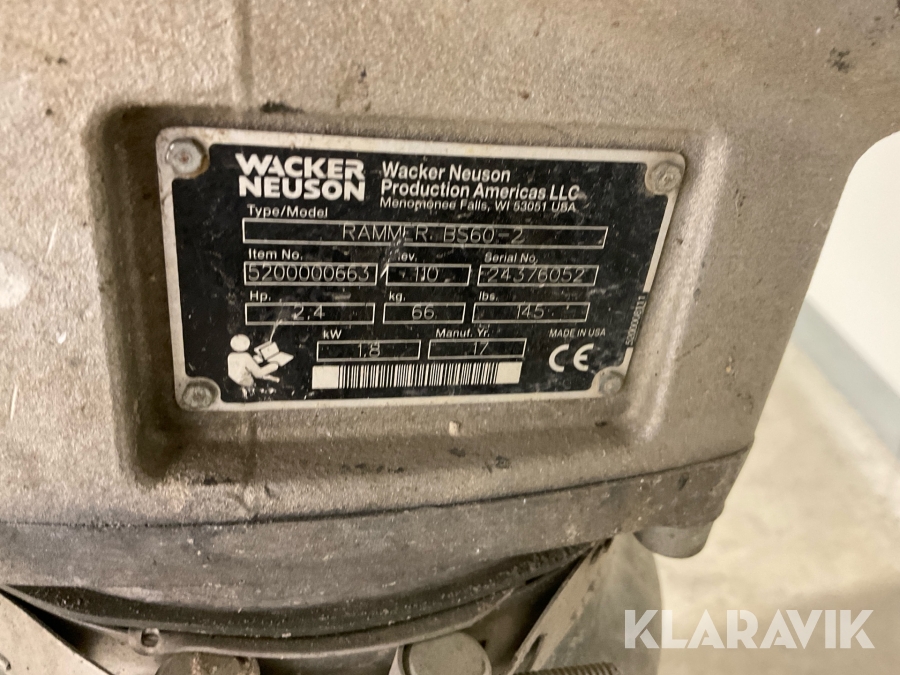 KLARAVIK
WACKER NEUSON
Wacker Neuson
Production Americas LLC
Menomonee Falls, WI 53051 USA
Type/Model
RAMMER BS60-2
Item No. Rev. Serial No.
5200000663 110 24376052
Hp. kg. lbs.
2,4 66 145
kW Manuf. Yr. MADE IN USA
1,8 17 CE
KLARAVIK